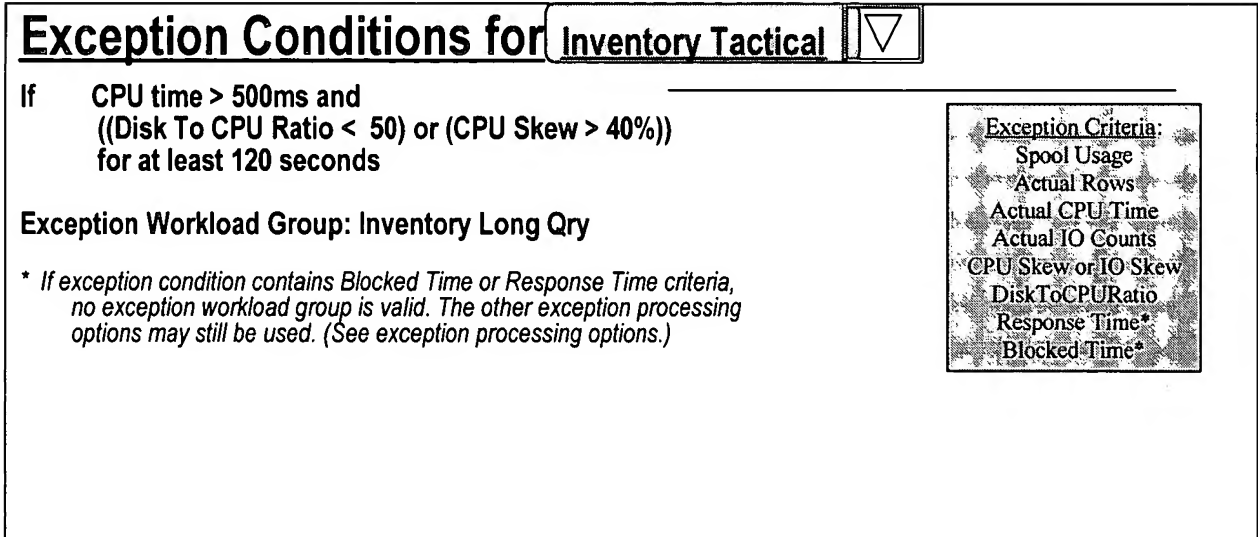 Exception Conditions for Inventory Tactical
If CPU time > 500ms and
((Disk To CPU Ratio < 50) or (CPU Skew > 40%))
for at least 120 seconds
Exception Workload Group: Inventory Long Qry
* If exception condition contains Blocked Time or Response Time criteria,
no exception workload group is valid. The other exception processing
options may still be used. (See exception processing options.)
Exception Criteria:
Spool Usage
Actual Rows
Actual CPU Time
Actual IO Counts
CPU Skew or IO Skew
DiskToCPURatio
Response Time*
Blocked Time*